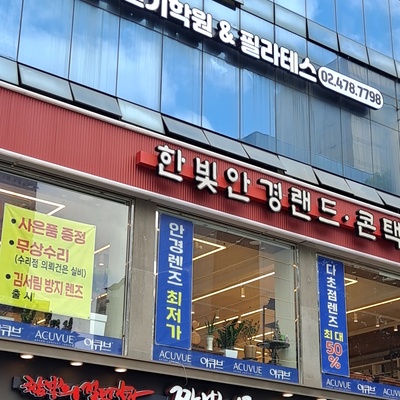 기학원 & 필라테스 02.478.7798
한빛안경랜드·콘택
• 사은품 증정
• 무상수리
(수리점 의뢰건은 실비)
• 김서림 방지 렌즈
출시
안경렌즈 최저가
다초점렌즈 최대 50%
ACUVUE 아큐브
ACUVUE 아큐브
ACUVUE